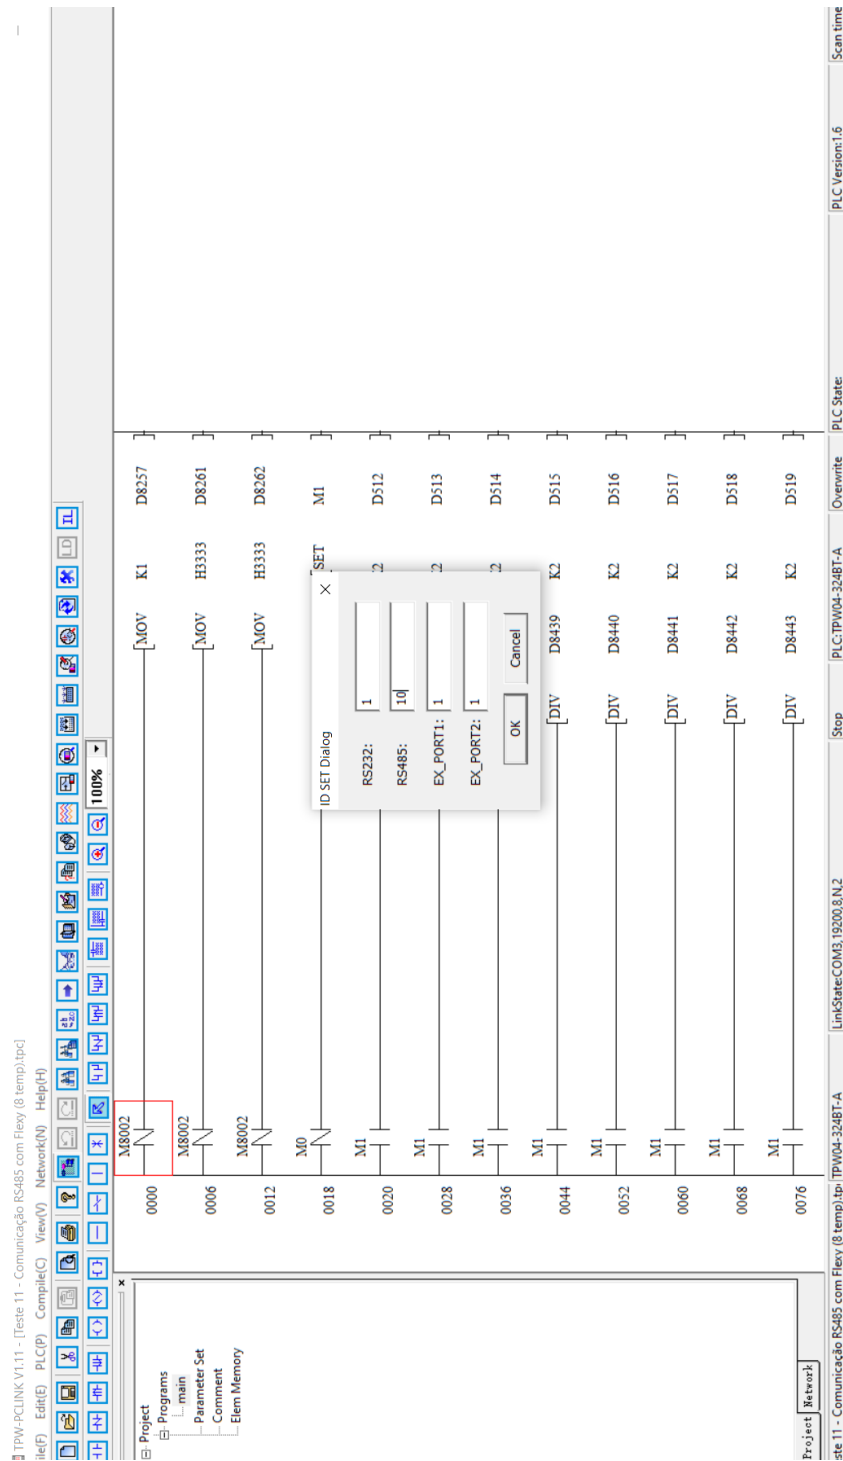 TPW-PCLINK V1.11 - [Teste 11 - Comunicação RS485 com Flexy (8 temp).tpc]
ile(F) Edit(E) PLC(P) Compile(C) View(V) Network(N) Help(H)
100%
LD IL
Project
Programs
main
Parameter Set
Comment
Elem Memory
Project Network
0000 M8002 MOV K1 D8257
0006 M8002 MOV H3333 D8261
0012 M8002 MOV H3333 D8262
0018 M0 SET M1
0020 M1 D512
0028 M1 D513
0036 M1 D514
0044 M1 DIV D8439 K2 D515
0052 M1 DIV D8440 K2 D516
0060 M1 DIV D8441 K2 D517
0068 M1 DIV D8442 K2 D518
0076 M1 DIV D8443 K2 D519
ID SET Dialog
RS232: 1
RS485: 10
EX_PORT1: 1
EX_PORT2: 1
OK Cancel
ste 11 - Comunicação RS485 com Flexy (8 temp).tp TPW04-324BT-A LinkState:COM3,19200,8,N,2 Stop PLC:TPW04-324BT-A Overwrite PLC State: PLC Version:1.6 Scan time